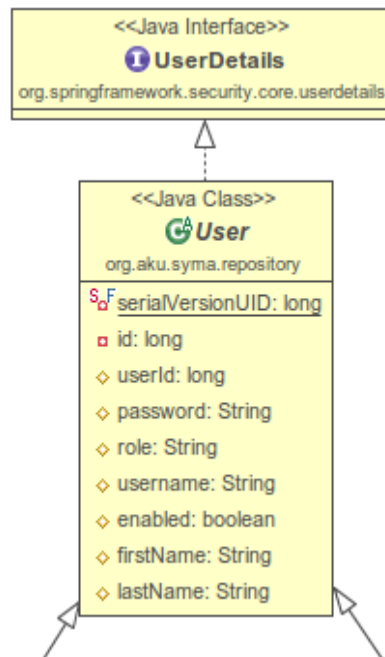 <<Java Interface>>
I UserDetails
org.springframework.security.core.userdetails
<<Java Class>>
C A User
org.aku.syma.repository
S F serialVersionUID: long
id: long
userId: long
password: String
role: String
username: String
enabled: boolean
firstName: String
lastName: String